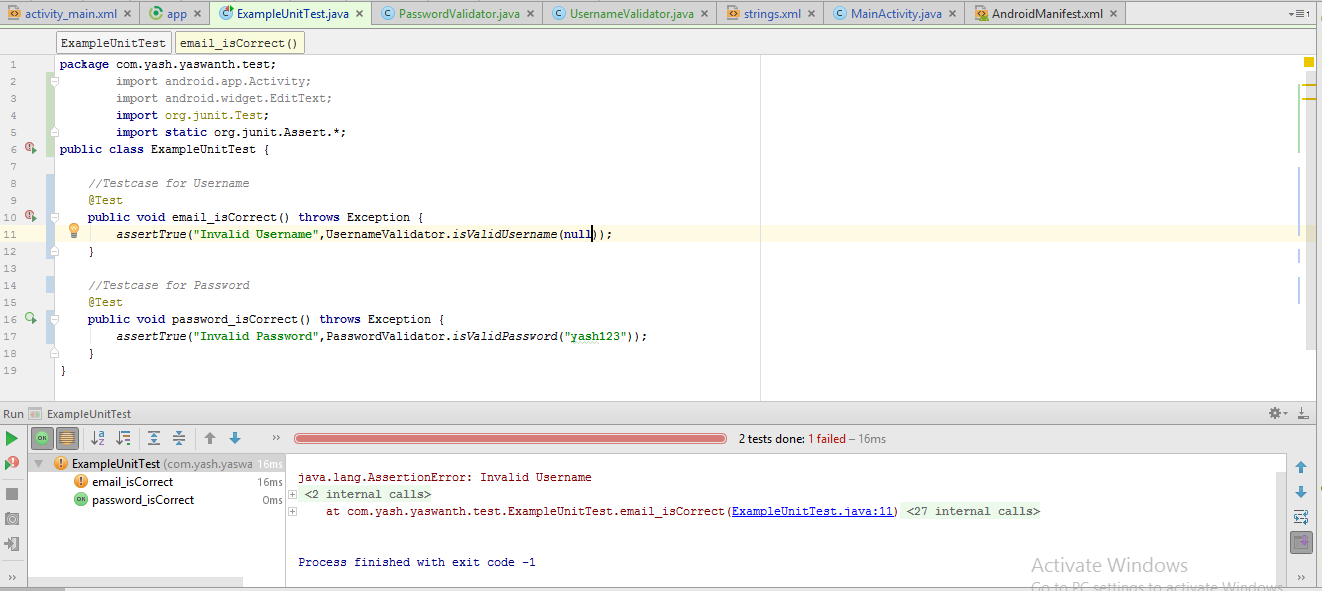 activity_main.xml app ExampleUnitTest.java PasswordValidator.java UsernameValidator.java strings.xml MainActivity.java AndroidManifest.xml
ExampleUnitTest email_isCorrect()
1 package com.yash.yaswanth.test;
2 import android.app.Activity;
3 import android.widget.EditText;
4 import org.junit.Test;
5 import static org.junit.Assert.*;
6 public class ExampleUnitTest {
7
8 //Testcase for Username
9 @Test
10 public void email_isCorrect() throws Exception {
11 assertTrue("Invalid Username",UsernameValidator.isValidUsername(null));
12 }
13
14 //Testcase for Password
15 @Test
16 public void password_isCorrect() throws Exception {
17 assertTrue("Invalid Password",PasswordValidator.isValidPassword("yash123"));
18 }
19 }
Run ExampleUnitTest
2 tests done: 1 failed – 16ms
ExampleUnitTest (com.yash.yaswa 16ms
email_isCorrect 16ms
password_isCorrect 0ms
java.lang.AssertionError: Invalid Username
<2 internal calls>
at com.yash.yaswanth.test.ExampleUnitTest.email_isCorrect(ExampleUnitTest.java:11) <27 internal calls>
Process finished with exit code -1
Activate Windows
Go to PC settings to activate Windows.